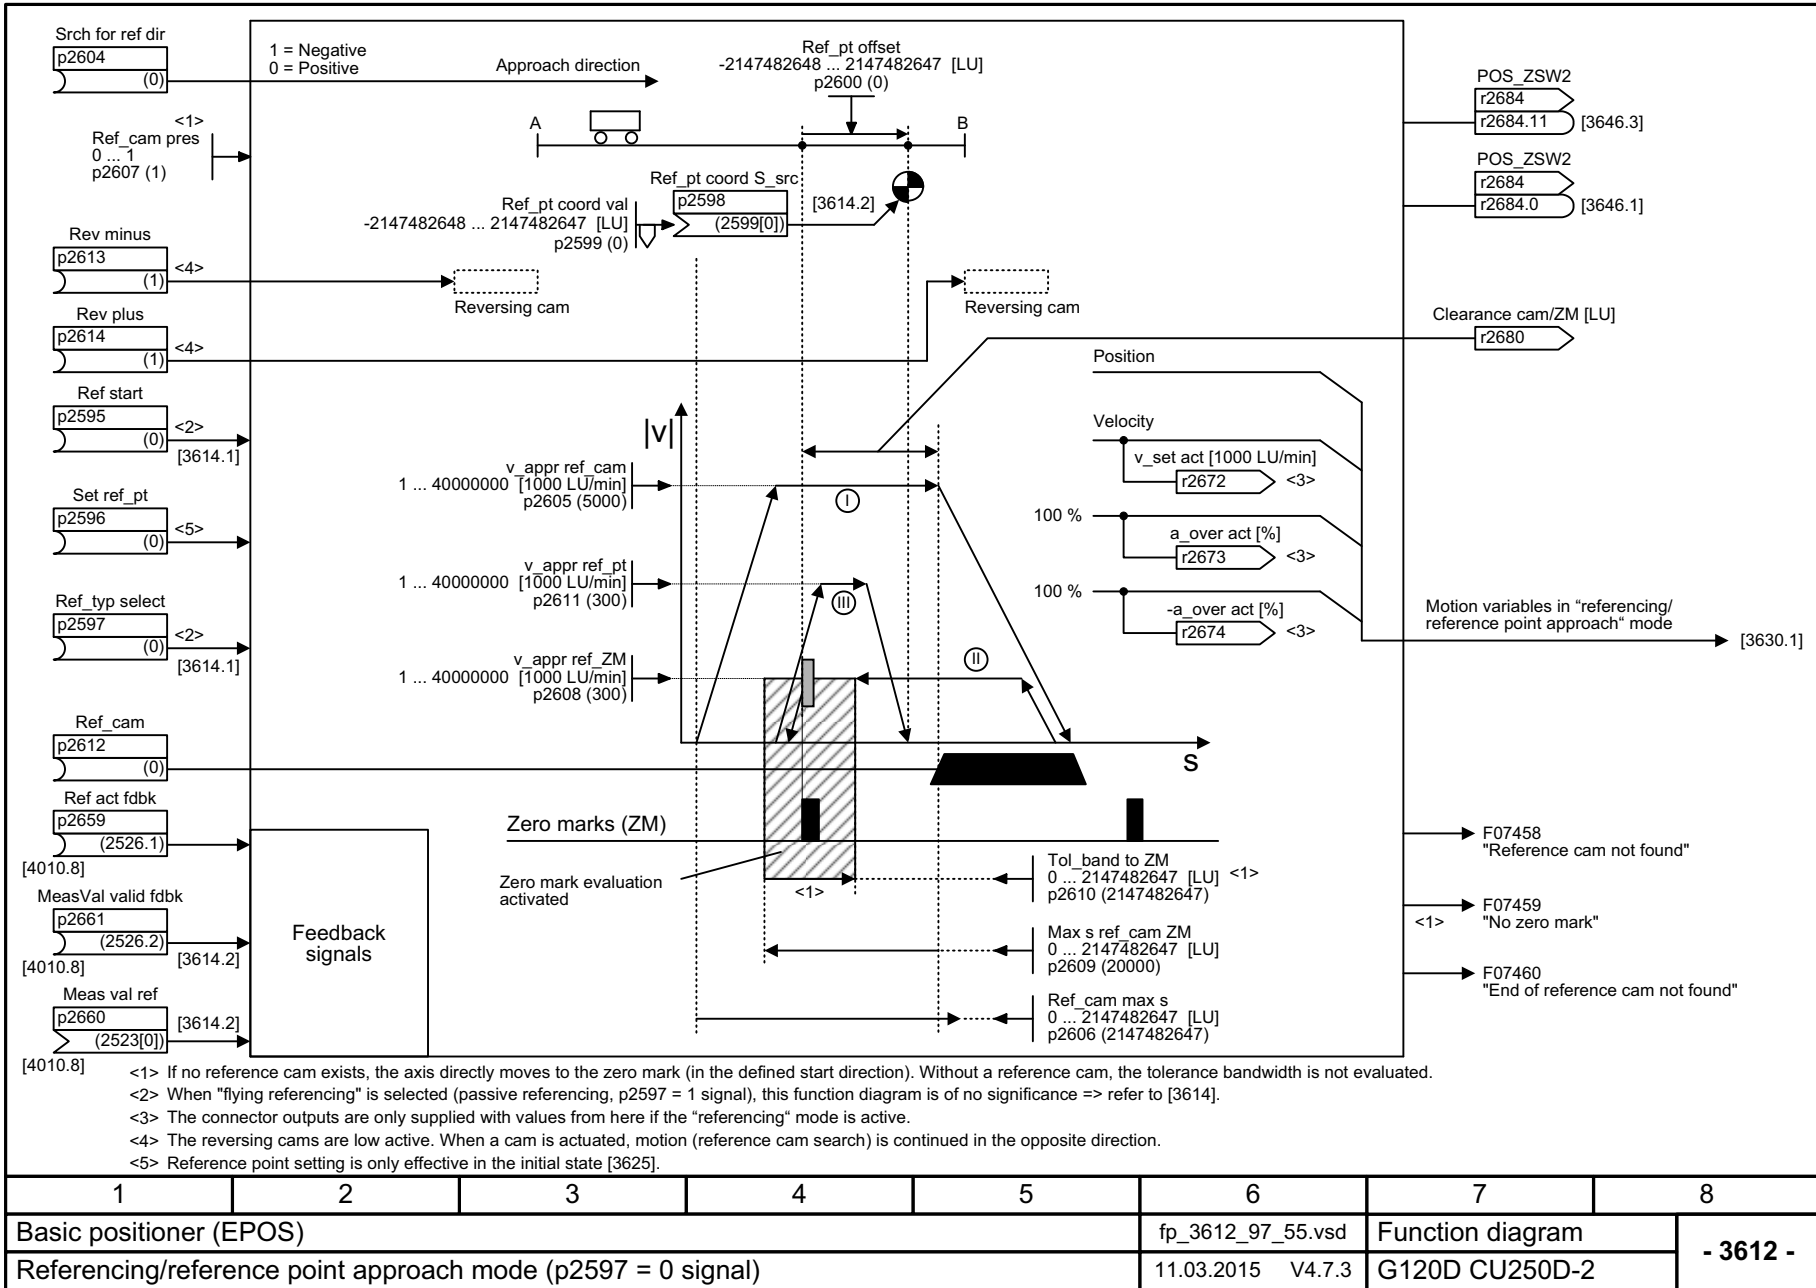 Srch for ref dir
p2604
(0)
1 = Negative
0 = Positive
Approach direction
Ref_pt offset
-2147482648 ... 2147482647 [LU]
p2600 (0)
POS_ZSW2
r2684
r2684.11
[3646.3]
<1>
Ref_cam pres
0 ... 1
p2607 (1)
A
B
POS_ZSW2
r2684
r2684.0
[3646.1]
Ref_pt coord S_src
p2598
(2599[0])
[3614.2]
Ref_pt coord val
-2147482648 ... 2147482647 [LU]
p2599 (0)
Rev minus
p2613
(1)
<4>
Reversing cam
Reversing cam
Rev plus
p2614
(1)
<4>
Clearance cam/ZM [LU]
r2680
Position
Ref start
p2595
(0)
<2>
[3614.1]
|v|
Velocity
v_set act [1000 LU/min]
r2672
<3>
v_appr ref_cam
1 ... 40000000 [1000 LU/min]
p2605 (5000)
I
Set ref_pt
p2596
(0)
<5>
100 %
a_over act [%]
r2673
<3>
v_appr ref_pt
1 ... 40000000 [1000 LU/min]
p2611 (300)
III
Ref_typ select
p2597
(0)
<2>
[3614.1]
100 %
-a_over act [%]
r2674
<3>
Motion variables in “referencing/
reference point approach“ mode
[3630.1]
v_appr ref_ZM
1 ... 40000000 [1000 LU/min]
p2608 (300)
II
Ref_cam
p2612
(0)
s
Ref act fdbk
p2659
(2526.1)
[4010.8]
Zero marks (ZM)
F07458
"Reference cam not found"
Zero mark evaluation
activated
<1>
Tol_band to ZM
0 ... 2147482647 [LU]
p2610 (2147482647)
<1>
MeasVal valid fdbk
p2661
(2526.2)
[3614.2]
[4010.8]
Feedback
signals
<1>
F07459
"No zero mark"
Max s ref_cam ZM
0 ... 2147482647 [LU]
p2609 (20000)
F07460
"End of reference cam not found"
Meas val ref
p2660
(2523[0])
[3614.2]
[4010.8]
Ref_cam max s
0 ... 2147482647 [LU]
p2606 (2147482647)
<1> If no reference cam exists, the axis directly moves to the zero mark (in the defined start direction). Without a reference cam, the tolerance bandwidth is not evaluated.
<2> When "flying referencing" is selected (passive referencing, p2597 = 1 signal), this function diagram is of no significance => refer to [3614].
<3> The connector outputs are only supplied with values from here if the “referencing“ mode is active.
<4> The reversing cams are low active. When a cam is actuated, motion (reference cam search) is continued in the opposite direction.
<5> Reference point setting is only effective in the initial state [3625].
1 2 3 4 5 6 7 8
Basic positioner (EPOS)
fp_3612_97_55.vsd
Function diagram
- 3612 -
Referencing/reference point approach mode (p2597 = 0 signal)
11.03.2015 V4.7.3
G120D CU250D-2